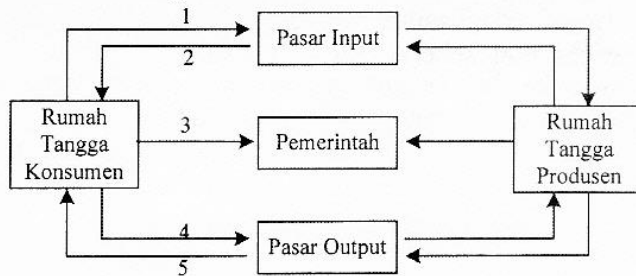 1
Pasar Input
2
Rumah
Tangga
Konsumen
3
Pemerintah
Rumah
Tangga
Produsen
4
Pasar Output
5